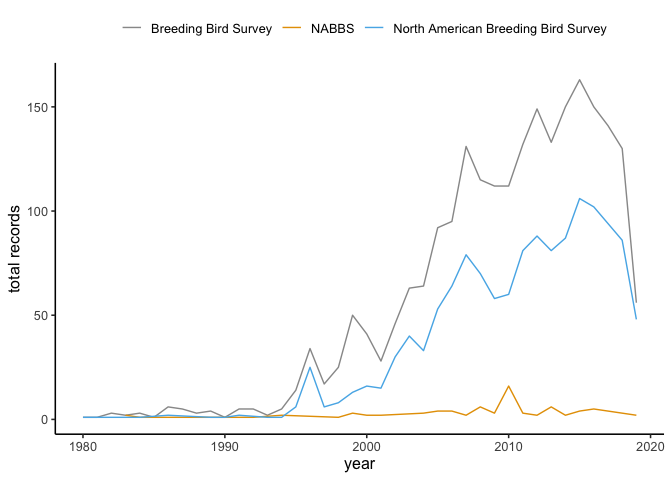 Breeding Bird Survey NABBS North American Breeding Bird Survey
total records
150
100
50
0
1980 1990 2000 2010 2020
year